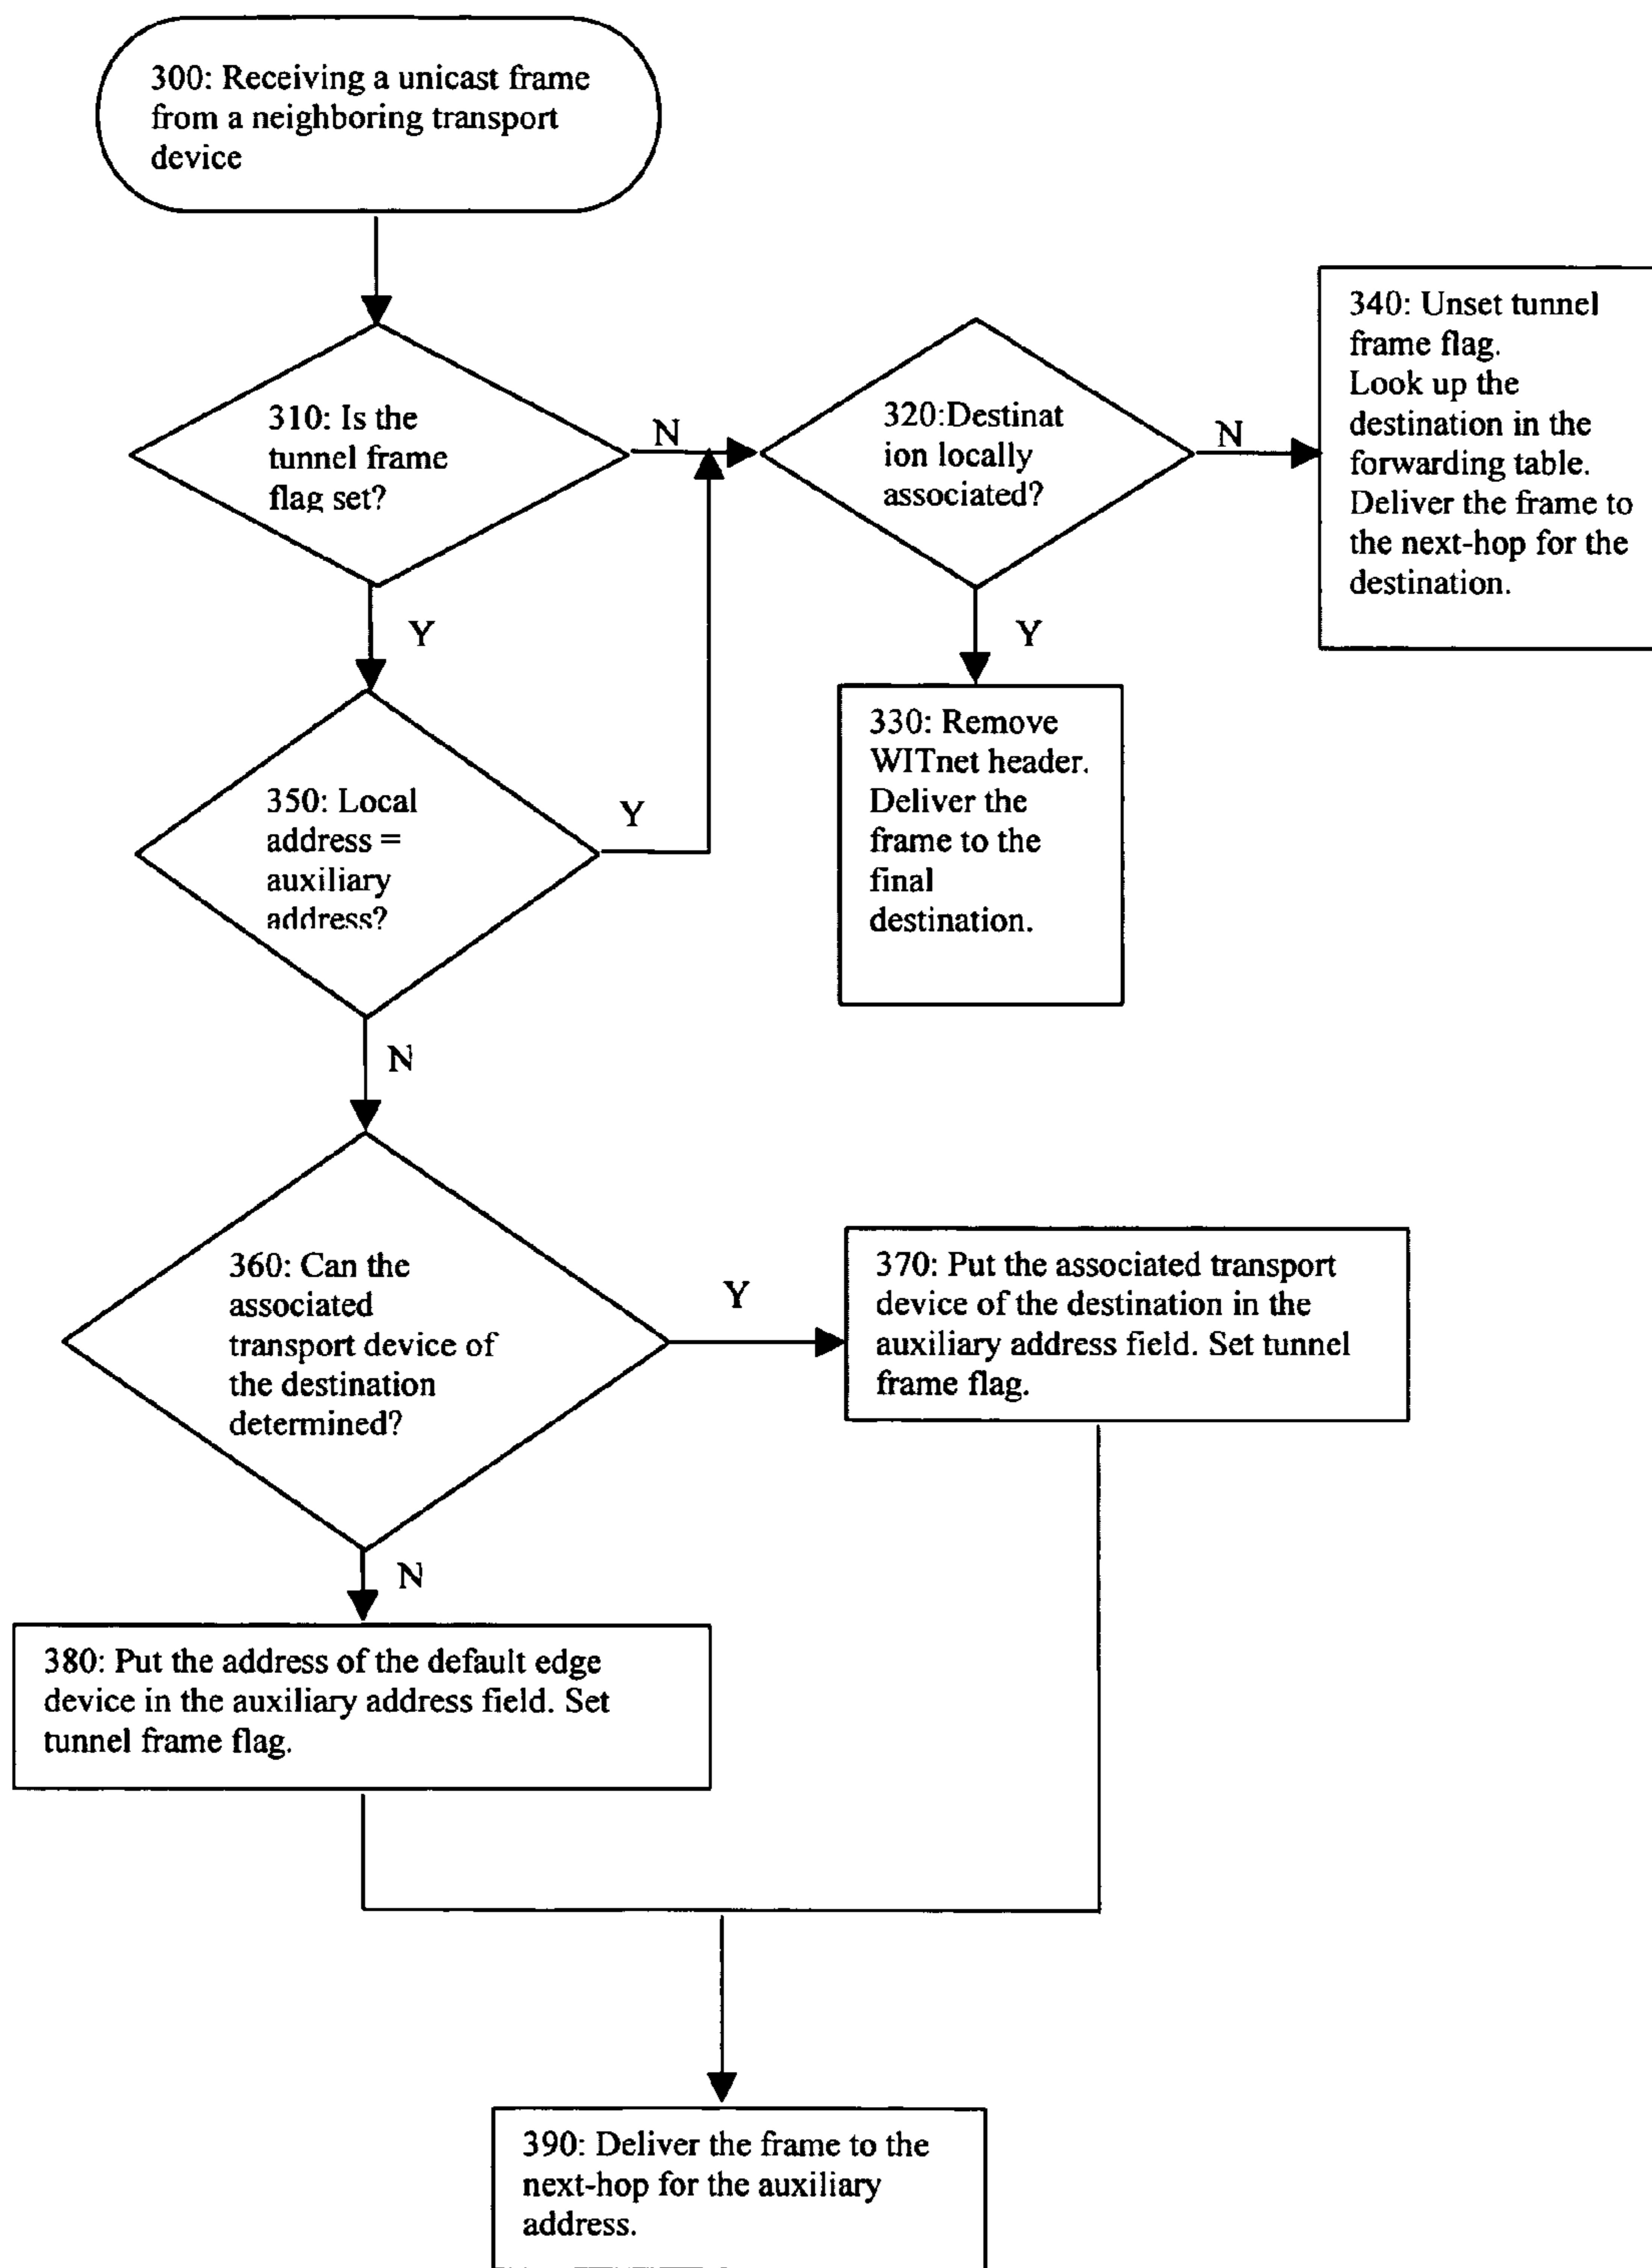 300: Receiving a unicast frame
from a neighboring transport
device
310: Is the
tunnel frame
flag set?
N
320:Destinat
ion locally
associated?
N
340: Unset tunnel
frame flag.
Look up the
destination in the
forwarding table.
Deliver the frame to
the next-hop for the
destination.
Y
Y
330: Remove
WITnet header.
Deliver the
frame to the
final
destination.
350: Local
address =
auxiliary
address?
Y
N
360: Can the
associated
transport device of
the destination
determined?
Y
370: Put the associated transport
device of the destination in the
auxiliary address field. Set tunnel
frame flag.
N
380: Put the address of the default edge
device in the auxiliary address field. Set
tunnel frame flag.
390: Deliver the frame to the
next-hop for the auxiliary
address.